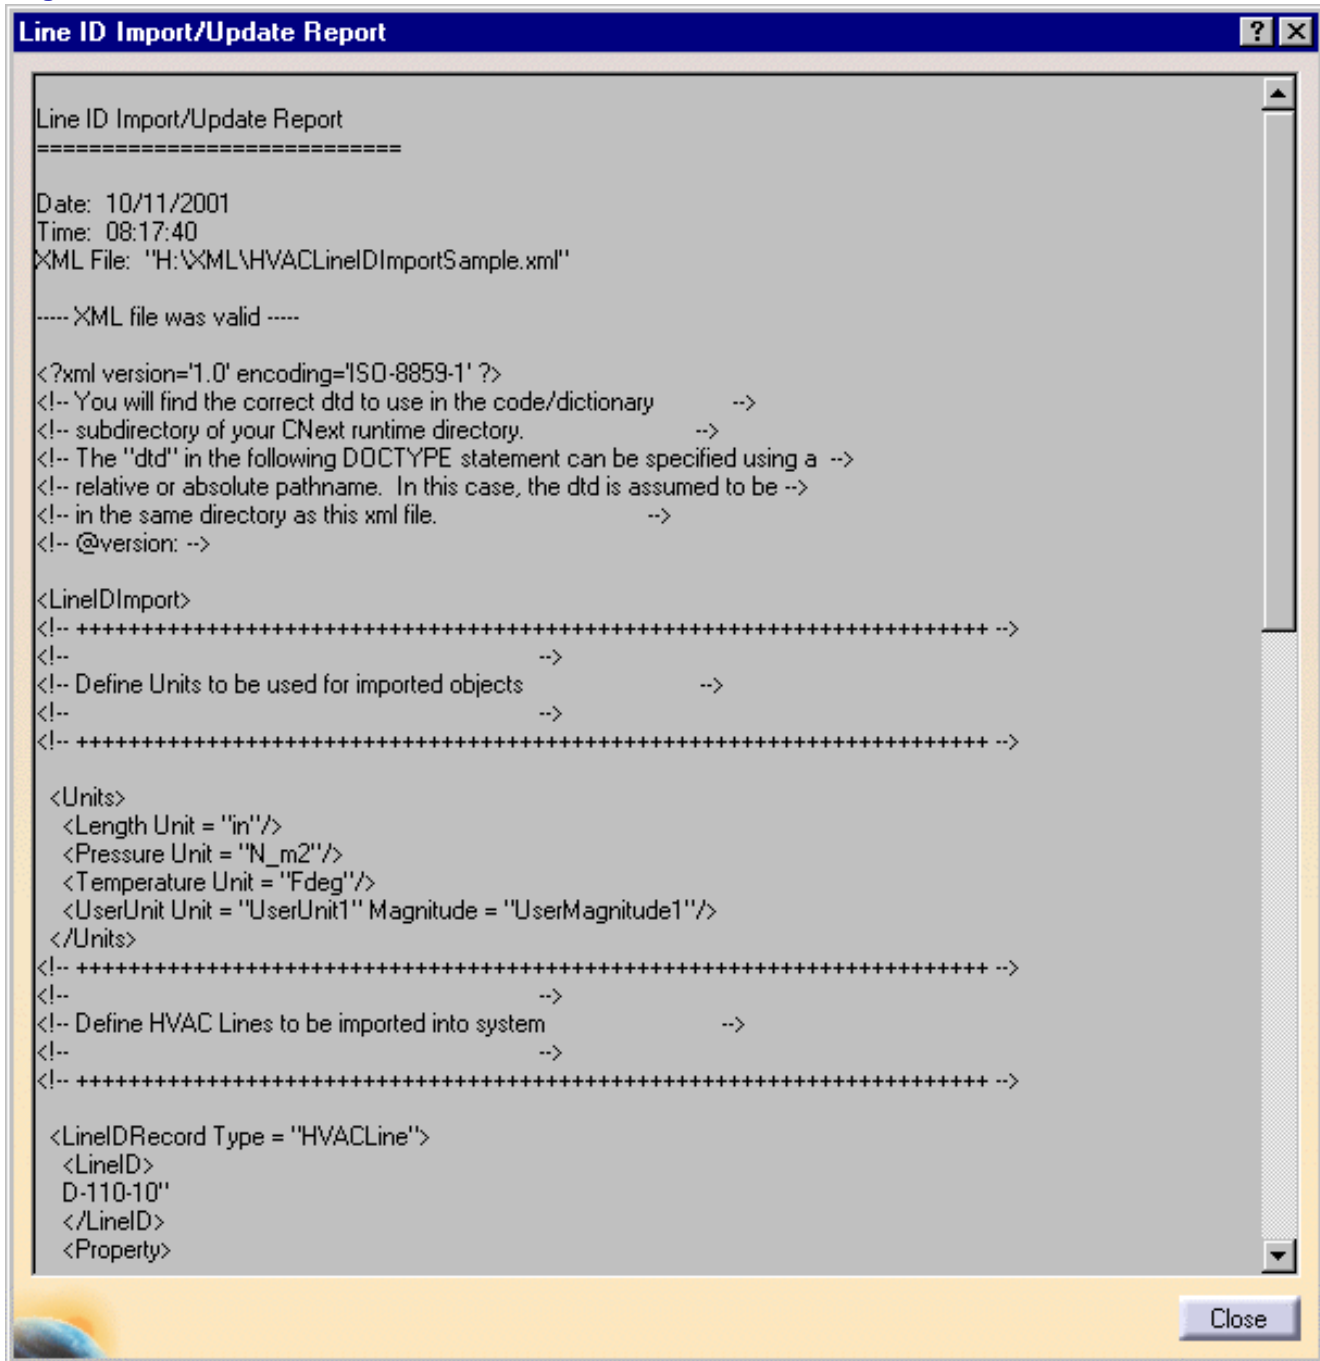 Line ID Import/Update Report
Line ID Import/Update Report
============================
Date:  10/11/2001
Time:  08:17:40
XML File:  "H:\XML\HVACLineIDImportSample.xml"
----- XML file was valid -----
<?xml version='1.0' encoding='ISO-8859-1' ?>
<!-- You will find the correct dtd to use in the code/dictionary            -->
<!-- subdirectory of your CNext runtime directory.                          -->
<!-- The "dtd" in the following DOCTYPE statement can be specified using a  -->
<!-- relative or absolute pathname.  In this case, the dtd is assumed to be -->
<!-- in the same directory as this xml file.                                -->
<!-- @version: -->
<LineIDImport>
<!-- ++++++++++++++++++++++++++++++++++++++++++++++++++++++++++++++++++++++ -->
<!--                                                                        -->
<!-- Define Units to be used for imported objects                           -->
<!--                                                                        -->
<!-- ++++++++++++++++++++++++++++++++++++++++++++++++++++++++++++++++++++++ -->
<Units>
<Length Unit = "in"/>
<Pressure Unit = "N_m2"/>
<Temperature Unit = "Fdeg"/>
<UserUnit Unit = "UserUnit1" Magnitude = "UserMagnitude1"/>
</Units>
<!-- ++++++++++++++++++++++++++++++++++++++++++++++++++++++++++++++++++++++ -->
<!--                                                                        -->
<!-- Define HVAC Lines to be imported into system                           -->
<!--                                                                        -->
<!-- ++++++++++++++++++++++++++++++++++++++++++++++++++++++++++++++++++++++ -->
<LineIDRecord Type = "HVACLine">
<LineID>
D-110-10"
</LineID>
<Property>
Close